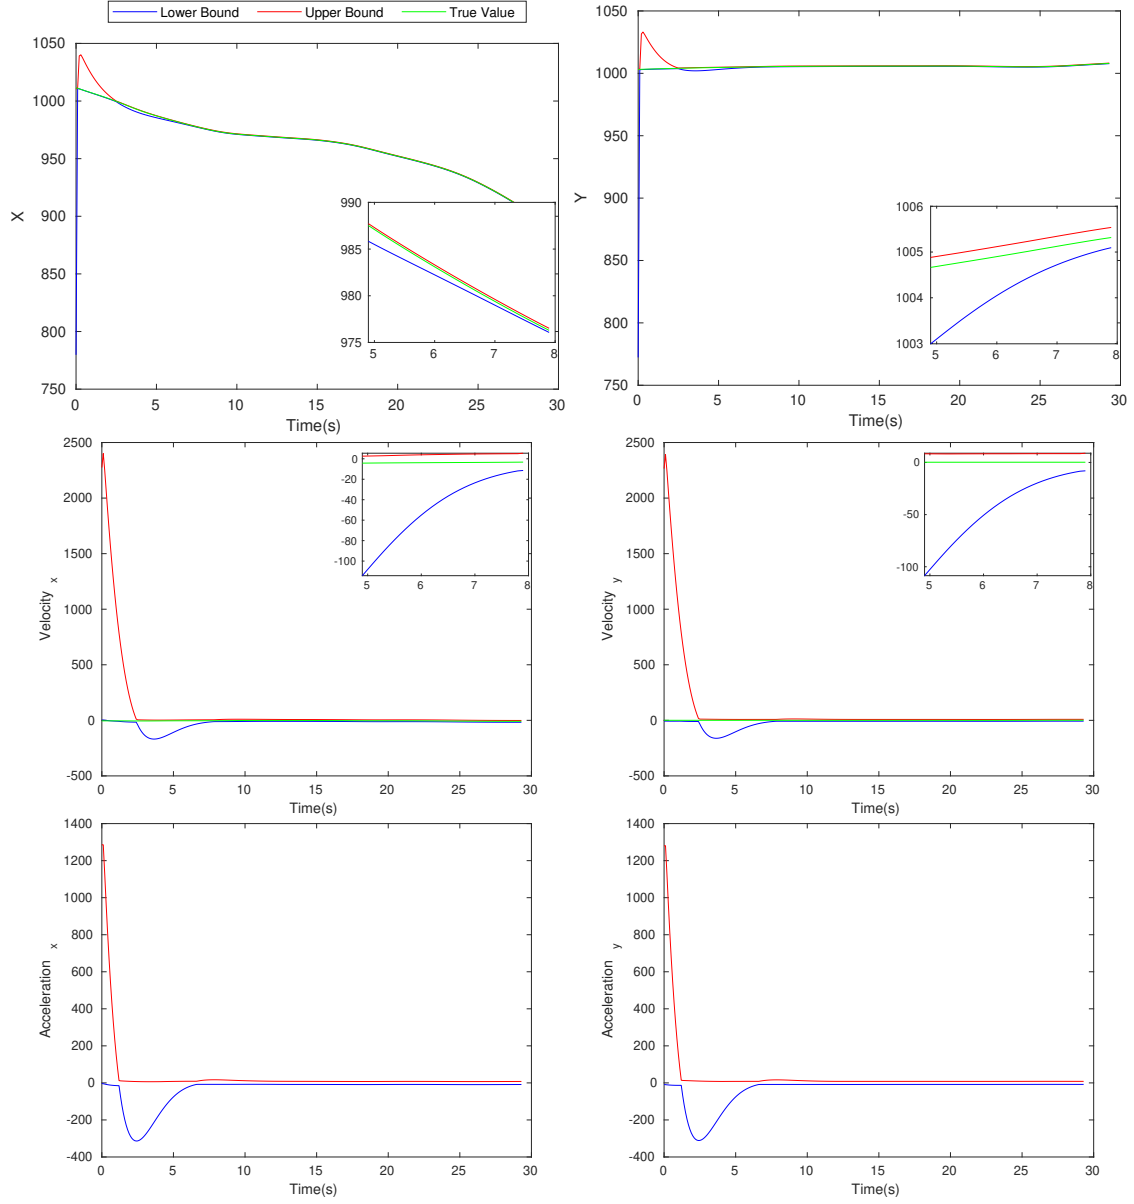 Lower Bound Upper Bound True Value
1050
1000
950
900
850
800
750
X
0 5 10 15 20 25 30
Time(s)
990
985
980
975
5 6 7 8
1050
1000
950
900
850
800
750
Y
0 5 10 15 20 25 30
Time(s)
1006
1005
1004
1003
5 6 7 8
2500
2000
1500
1000
500
0
-500
Velocity x
0 5 10 15 20 25 30
Time(s)
0
-20
-40
-60
-80
-100
5 6 7 8
2500
2000
1500
1000
500
0
-500
Velocity y
0 5 10 15 20 25 30
Time(s)
0
-50
-100
5 6 7 8
1400
1200
1000
800
600
400
200
0
-200
-400
Acceleration x
0 5 10 15 20 25 30
Time(s)
1400
1200
1000
800
600
400
200
0
-200
-400
Acceleration y
0 5 10 15 20 25 30
Time(s)